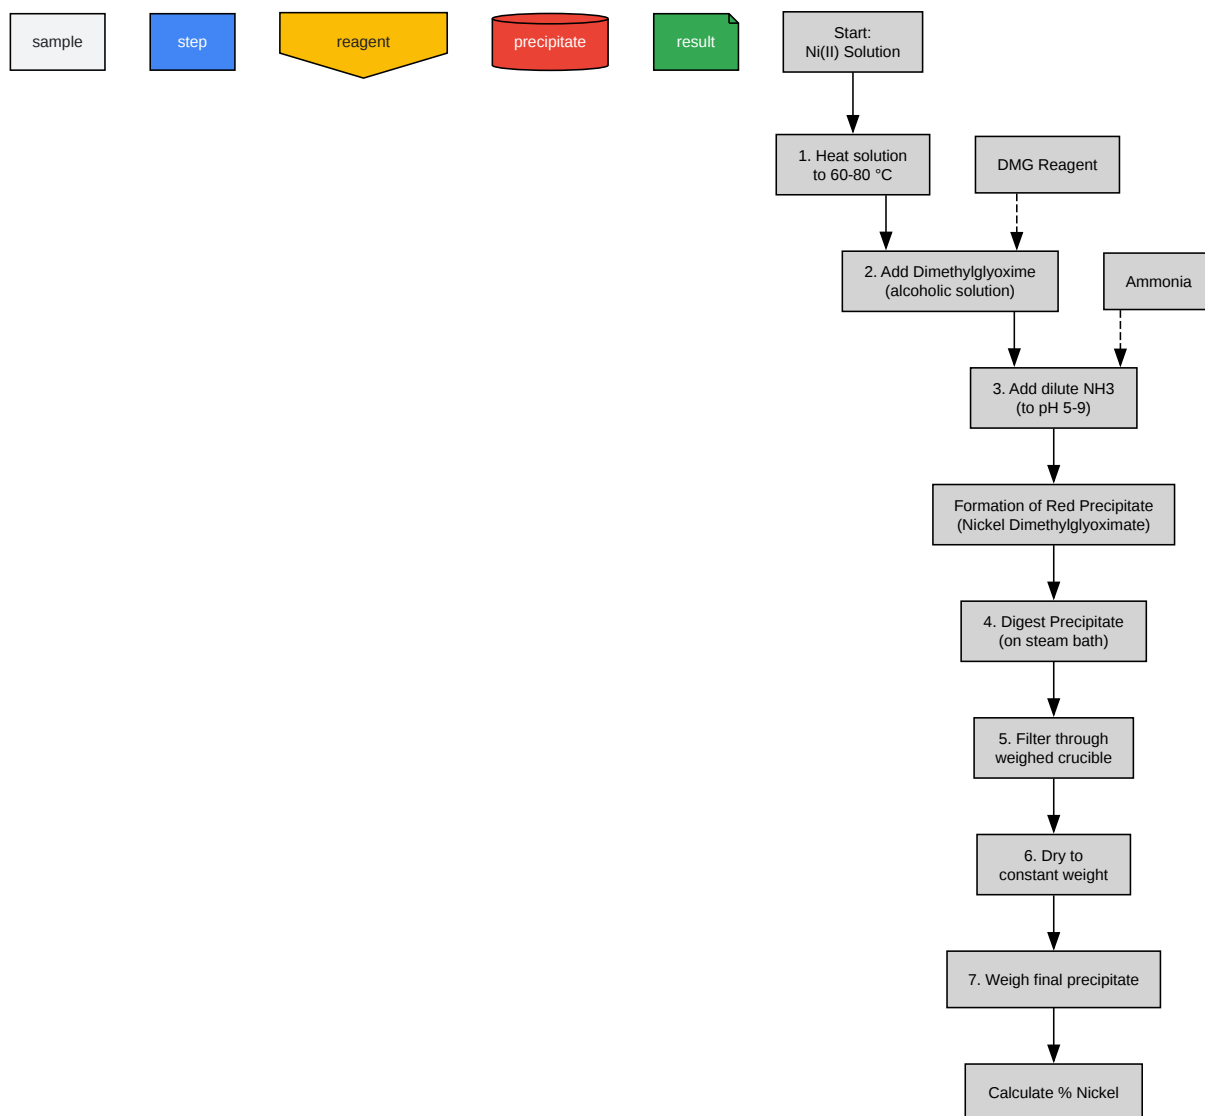 sample
step
reagent
precipitate
result
Start:
Ni(II) Solution
1. Heat solution
to 60-80 °C
DMG Reagent
2. Add Dimethylglyoxime
(alcoholic solution)
Ammonia
3. Add dilute NH3
(to pH 5-9)
Formation of Red Precipitate
(Nickel Dimethylglyoximate)
4. Digest Precipitate
(on steam bath)
5. Filter through
weighed crucible
6. Dry to
constant weight
7. Weigh final precipitate
Calculate % Nickel